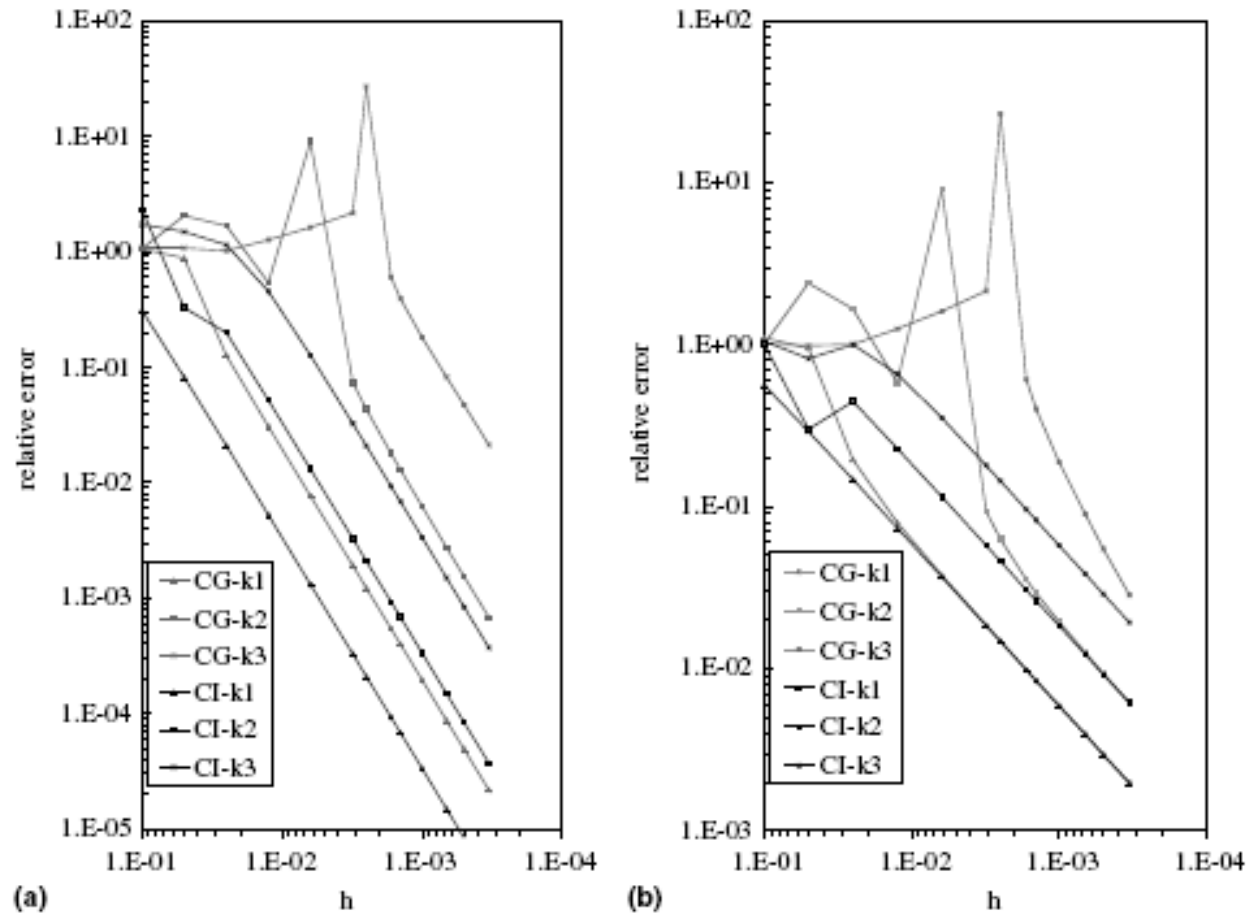 1.E+02
1.E+01
1.E+00
1.E-01
1.E-02
1.E-03
1.E-04
1.E-05
relative error
CG-k1
CG-k2
CG-k3
CI-k1
CI-k2
CI-k3
1.E-01
1.E-02
1.E-03
1.E-04
(a)
h
1.E+02
1.E+01
1.E+00
1.E-01
1.E-02
1.E-03
relative error
CG-k1
CG-k2
CG-k3
CI-k1
CI-k2
CI-k3
1.E-01
1.E-02
1.E-03
1.E-04
(b)
h